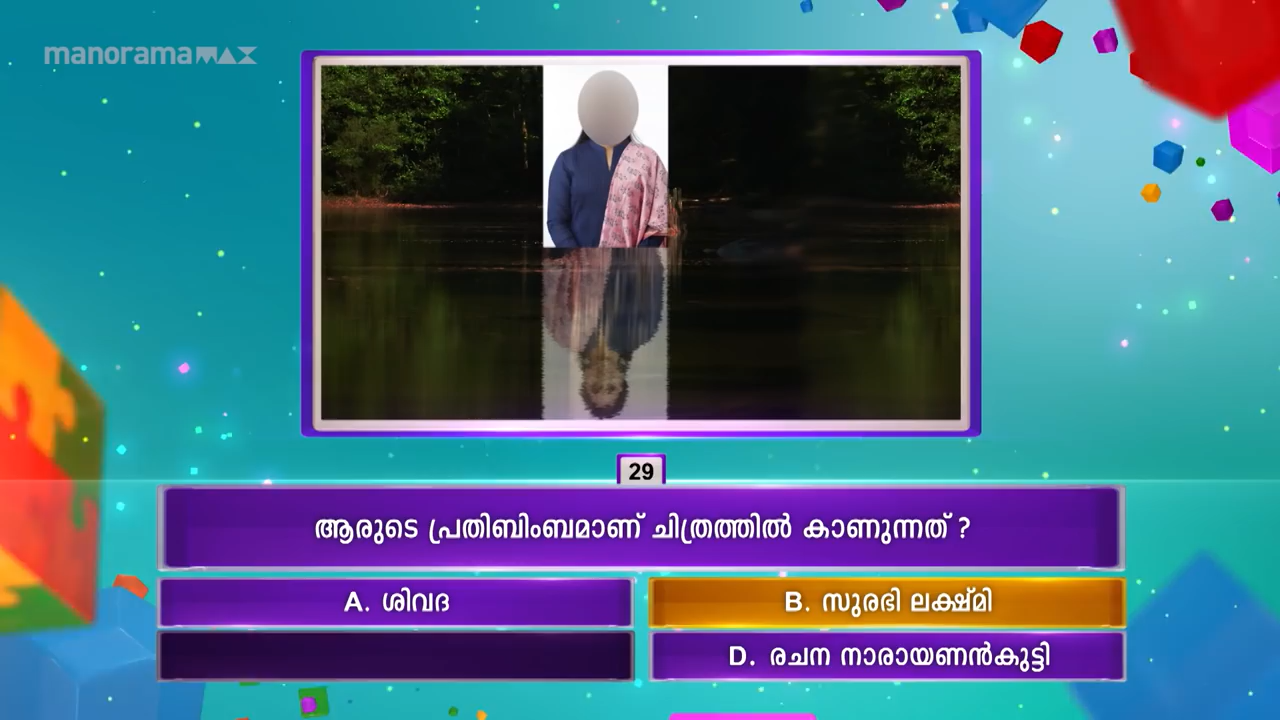 manoramaMAX
29
ആരുടെ പ്രതിബിംബമാണ് ചിത്രത്തിൽ കാണുന്നത് ?
A. ശിവദ
B. സുരഭി ലക്ഷ്മി
D. രചന നാരായണൻകുട്ടി